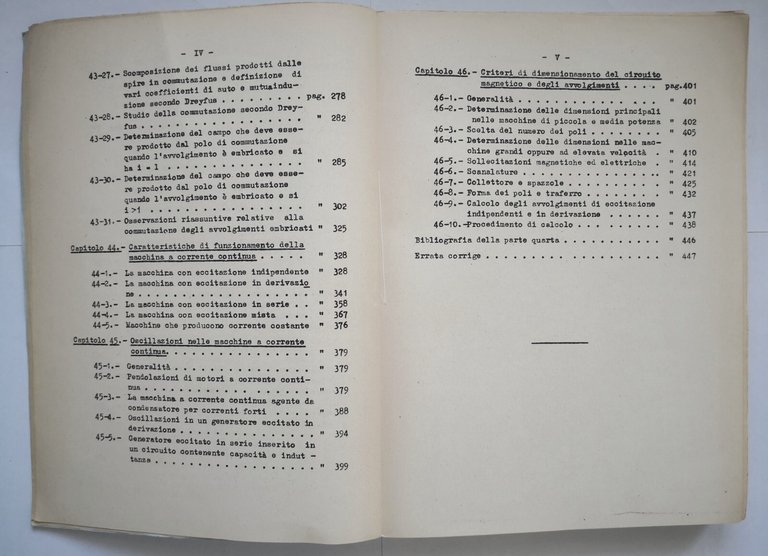 - IV -
43-27.- Scomposizione dei flussi prodotti dalle
spire in commutazione e definizione di
vari coefficienti di auto e mutuaindu-
zione secondo Dreyfus . . . . . . . . . pag. 278
43-28.- Studio della commutazione secondo Drey-
fus . . . . . . . . . . . . . . . . . . " 282
43-29.- Determinazione del campo che deve esse-
re prodotto dal polo di commutazione
quando l'avvolgimento è embricato e si
ha i = 1 . . . . . . . . . . . . . . . " 285
43-30.- Determinazione del campo che deve esse-
re prodotto dal polo di commutazione
quando l'avvolgimento è embricato e si
i >1 . . . . . . . . . . . . . . . . . " 302
43-31.- Osservazioni riassuntive relative alla
commutazione degli avvolgimenti embricati " 325
Capitolo 44.- Caratteristiche di funzionamento della
macchina a corrente continua . . . . . " 328
44-1.- La macchina con eccitazione indipendente " 328
44-2.- La macchina con eccitazione in derivazio
ne . . . . . . . . . . . . . . . . . . " 341
44-3.- La macchina con eccitazione in serie . . " 358
44-4.- La macchina con eccitazione mista . . . " 367
44-5.- Macchine che producono corrente costante " 376
Capitolo 45.- Oscillazioni nelle macchine a corrente
continua. . . . . . . . . . . . . . . . " 379
45-1.- Generalità . . . . . . . . . . . . . . " 379
45-2.- Pendolazioni di motori a corrente conti-
nua . . . . . . . . . . . . . . . . . . " 379
45-3.- La macchina a corrente continua agente da
condensatore per correnti forti . . . . " 388
45-4.- Oscillazioni in un generatore eccitato in
derivazione . . . . . . . . . . . . . . " 394
45-5.- Generatore eccitato in serie inserito in
un circuito contenente capacità e indut -
tanza . . . . . . . . . . . . . . . . . " 399
- V -
Capitolo 46.- Criteri di dimensionamento del circuito
magnetico e degli avvolgimenti . . . . pag.401
46-1.- Generalità . . . . . . . . . . . . . . " 401
46-2.- Determinazione delle dimensioni principali
nelle macchine di piccola e media potenza " 402
46-3.- Scelta del numero dei poli . . . . . . " 405
46-4.- Determinazione delle dimensioni nelle mac-
chine grandi oppure ad elevata velocità . " 410
46-5.- Sollecitazioni magnetiche ed elettriche . " 414
46-6.- Scanalature . . . . . . . . . . . . . . " 421
46-7.- Collettore e spazzole . . . . . . . . . " 425
46-8.- Forma dei poli e traferro . . . . . . . " 432
46-9.- Calcolo degli avvolgimenti di eccitazione
indipendenti e in derivazione . . . . . " 437
46-10.- Procedimento di calcolo . . . . . . . . " 438
Bibliografia della parte quarta . . . . . . . . . " 446
Errata corrige . . . . . . . . . . . . . . . . . " 447